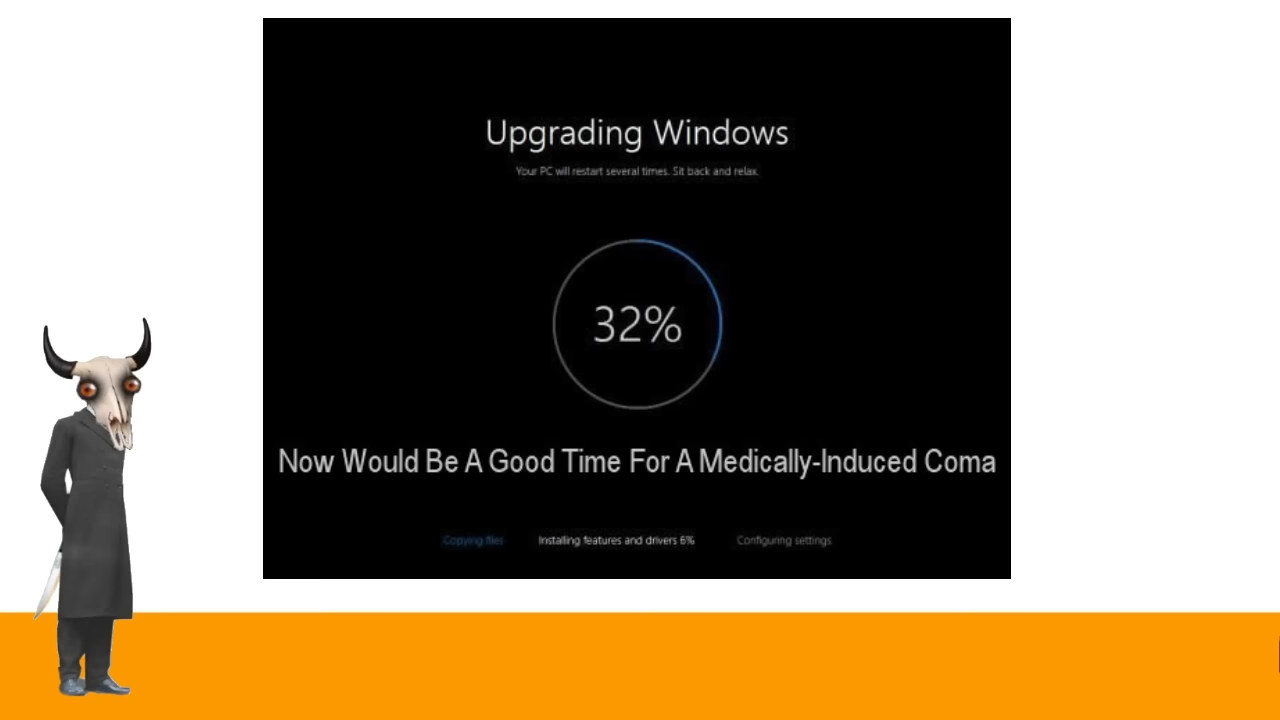 Upgrading Windows
Your PC will restart several times. Sit back and relax.
32%
Now Would Be A Good Time For A Medically-Induced Coma
Copying files Installing features and drivers 6% Configuring settings